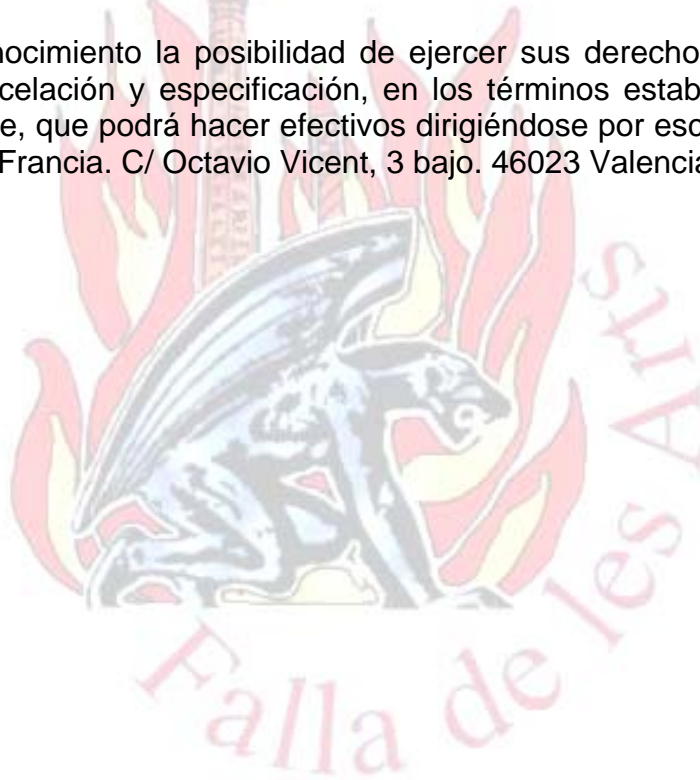 nocimiento la posibilidad de ejercer sus derecho
celación y especificación, en los términos estab
e, que podrá hacer efectivos dirigiéndose por esc
Francia. C/ Octavio Vicent, 3 bajo. 46023 Valencia
Falla de les Arts